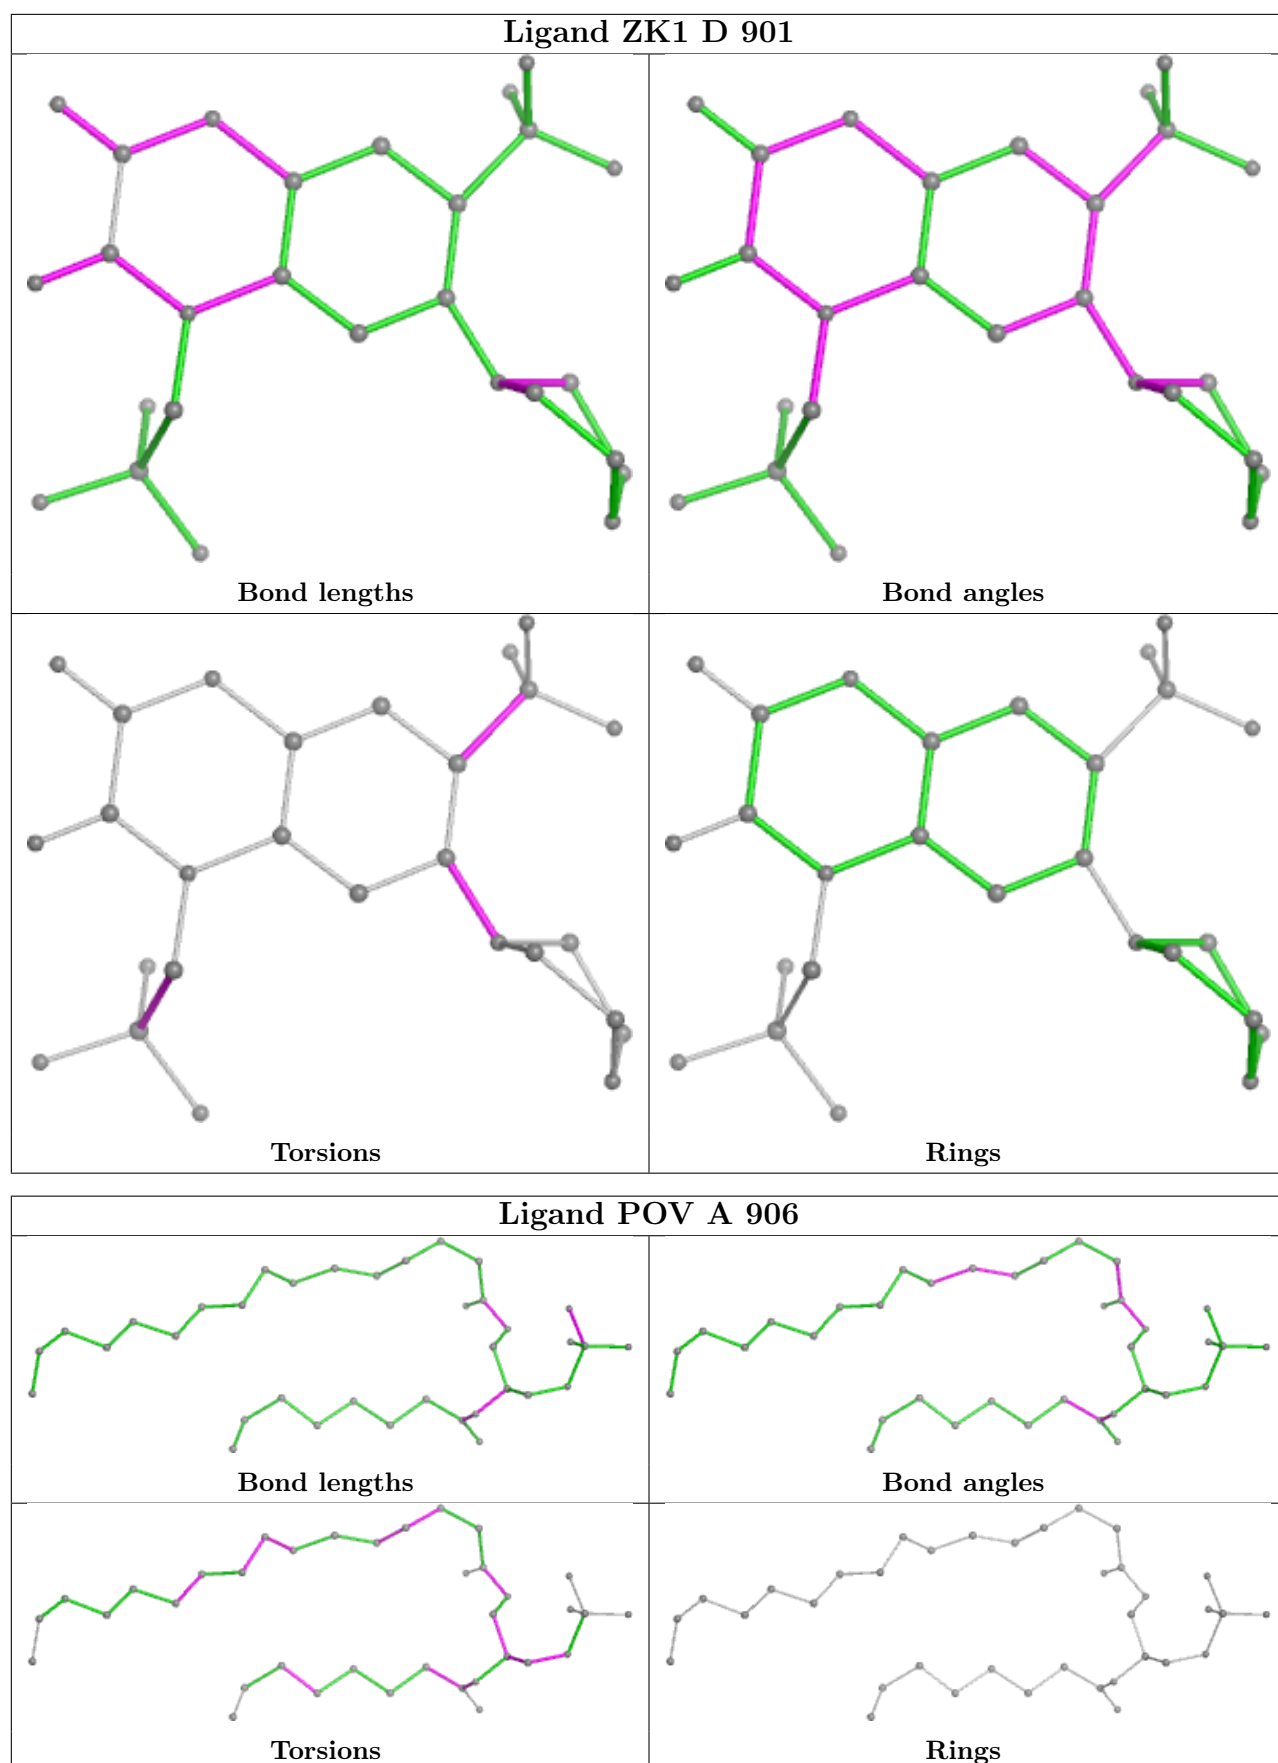 Ligand ZK1 D 901
Bond lengths
Bond angles
Torsions
Rings
Ligand POV A 906
Bond lengths
Bond angles
Torsions
Rings